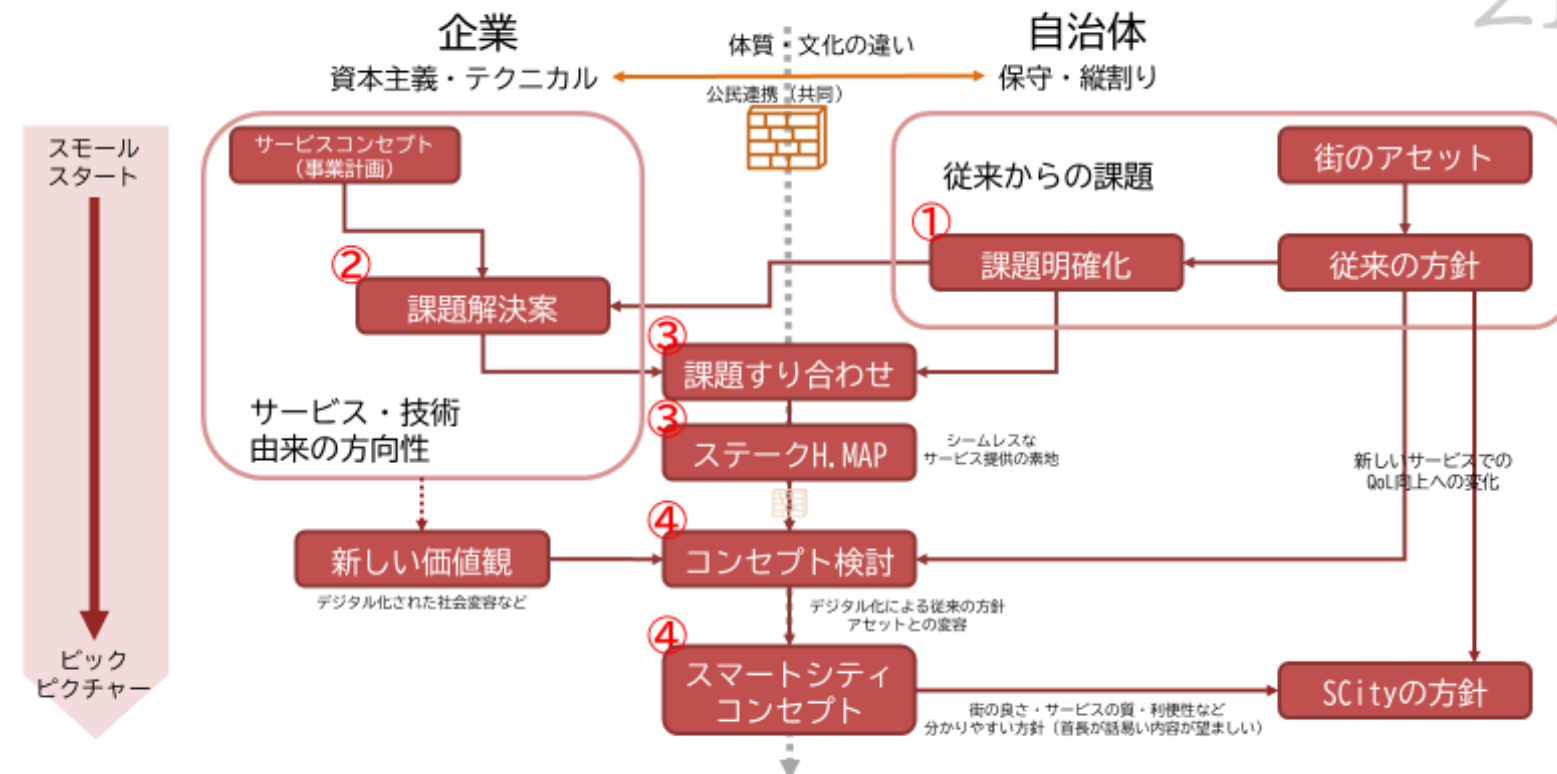 企業
資本主義・テクニカル
体質・文化の違い
公民連携（共同）
自治体
保守・縦割り
スモール
スタート
サービスコンセプト
（事業計画）
街のアセット
従来からの課題
①
課題明確化
従来の方針
②
課題解決案
③
課題すり合わせ
サービス・技術
由来の方向性
③
ステークH.MAP
シームレスな
サービス提供の素地
新しいサービスでの
QoL向上への変化
④
新しい価値観
コンセプト検討
デジタル化された社会変容など
デジタル化による従来の方針
アセットとの変容
④
ビック
ピクチャー
スマートシティ
コンセプト
SCityの方針
街の良さ・サービスの質・利便性など
分かりやすい方針（首長が話易い内容が望ましい）